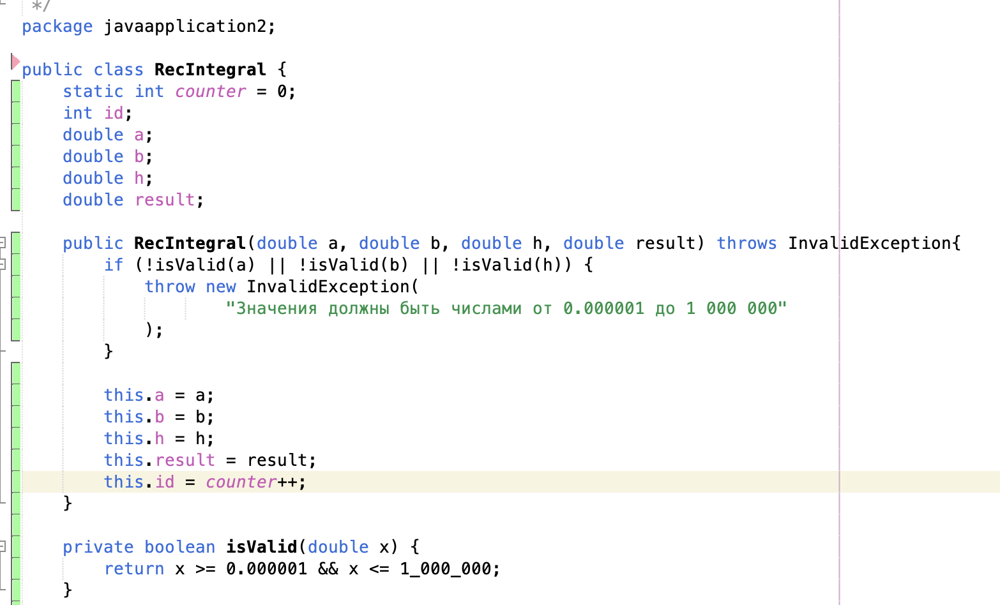 */
package javaapplication2;
public class RecIntegral {
static int counter = 0;
int id;
double a;
double b;
double h;
double result;
public RecIntegral(double a, double b, double h, double result) throws InvalidException{
if (!isValid(a) || !isValid(b) || !isValid(h)) {
throw new InvalidException(
"Значения должны быть числами от 0.000001 до 1 000 000"
);
}
this.a = a;
this.b = b;
this.h = h;
this.result = result;
this.id = counter++;
}
private boolean isValid(double x) {
return x >= 0.000001 && x <= 1_000_000;
}